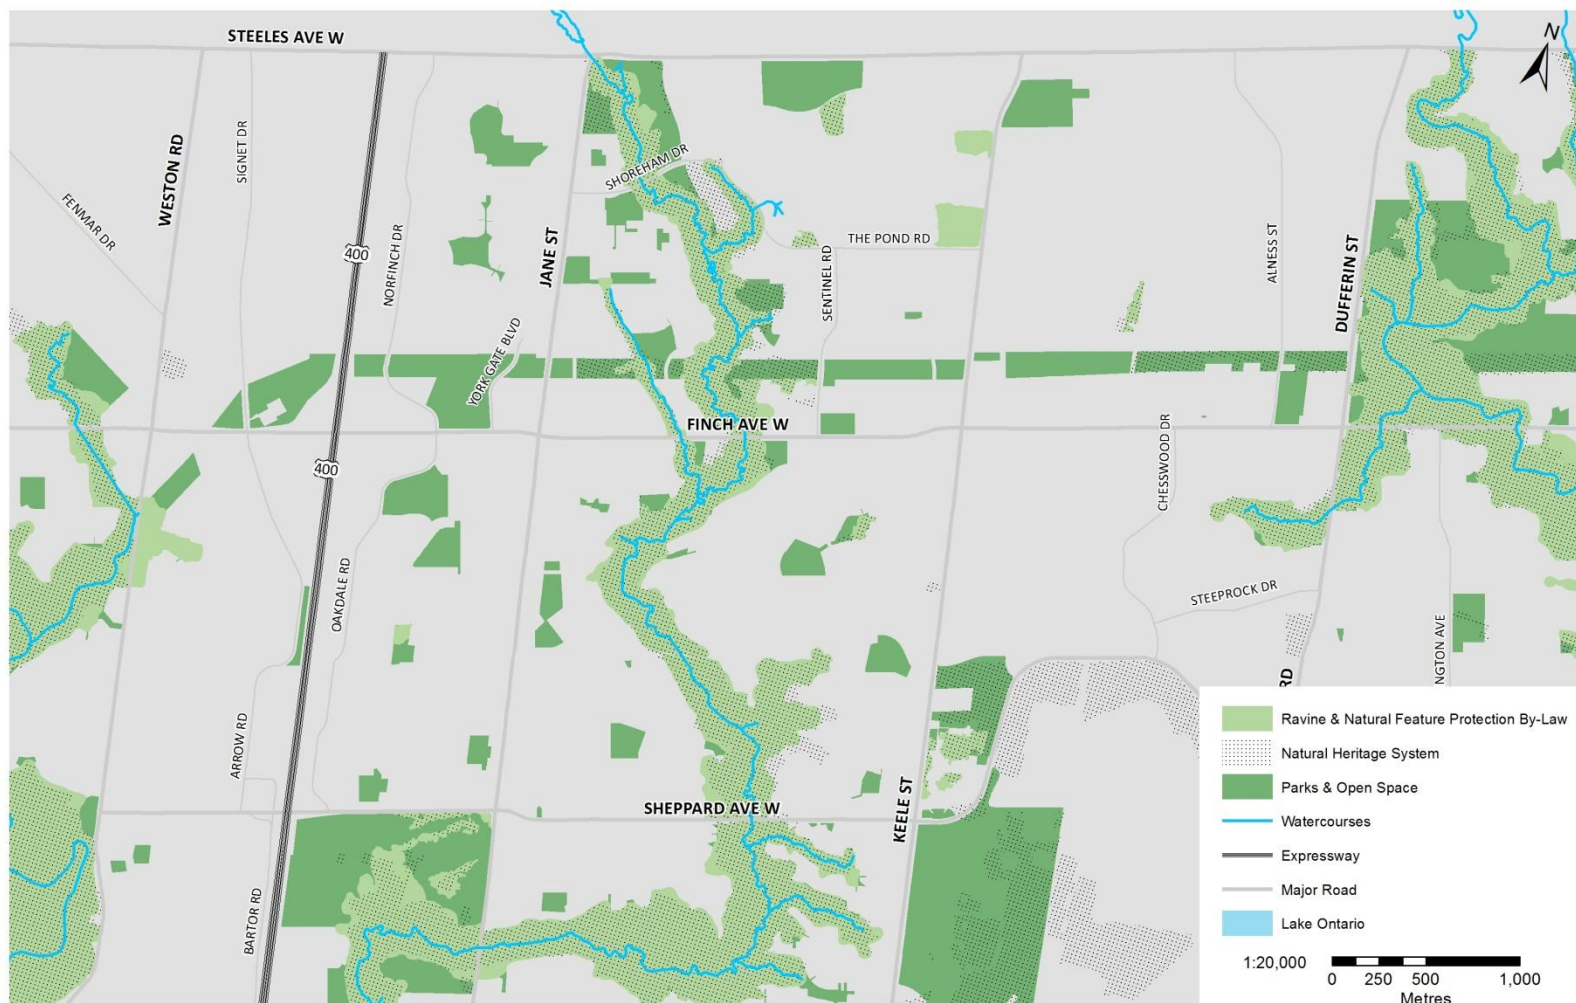 STEELES AVE W
N
WESTON RD
SIGNET DR
FENMAR DR
400
NORFINCH DR
JANE ST
SHOREHAM DR
THE POND RD
SENTINEL RD
ALNESS ST
DUFFERIN ST
YORK GATE BLVD
FINCH AVE W
400
CHESSWOOD DR
OAKDALE RD
STEEPROCK DR
NGTON AVE
RD
ARROW RD
SHEPPARD AVE W
KEELE ST
BARTOR RD
Ravine & Natural Feature Protection By-Law
Natural Heritage System
Parks & Open Space
Watercourses
Expressway
Major Road
Lake Ontario
1:20,000
0 250 500 1,000
Metres